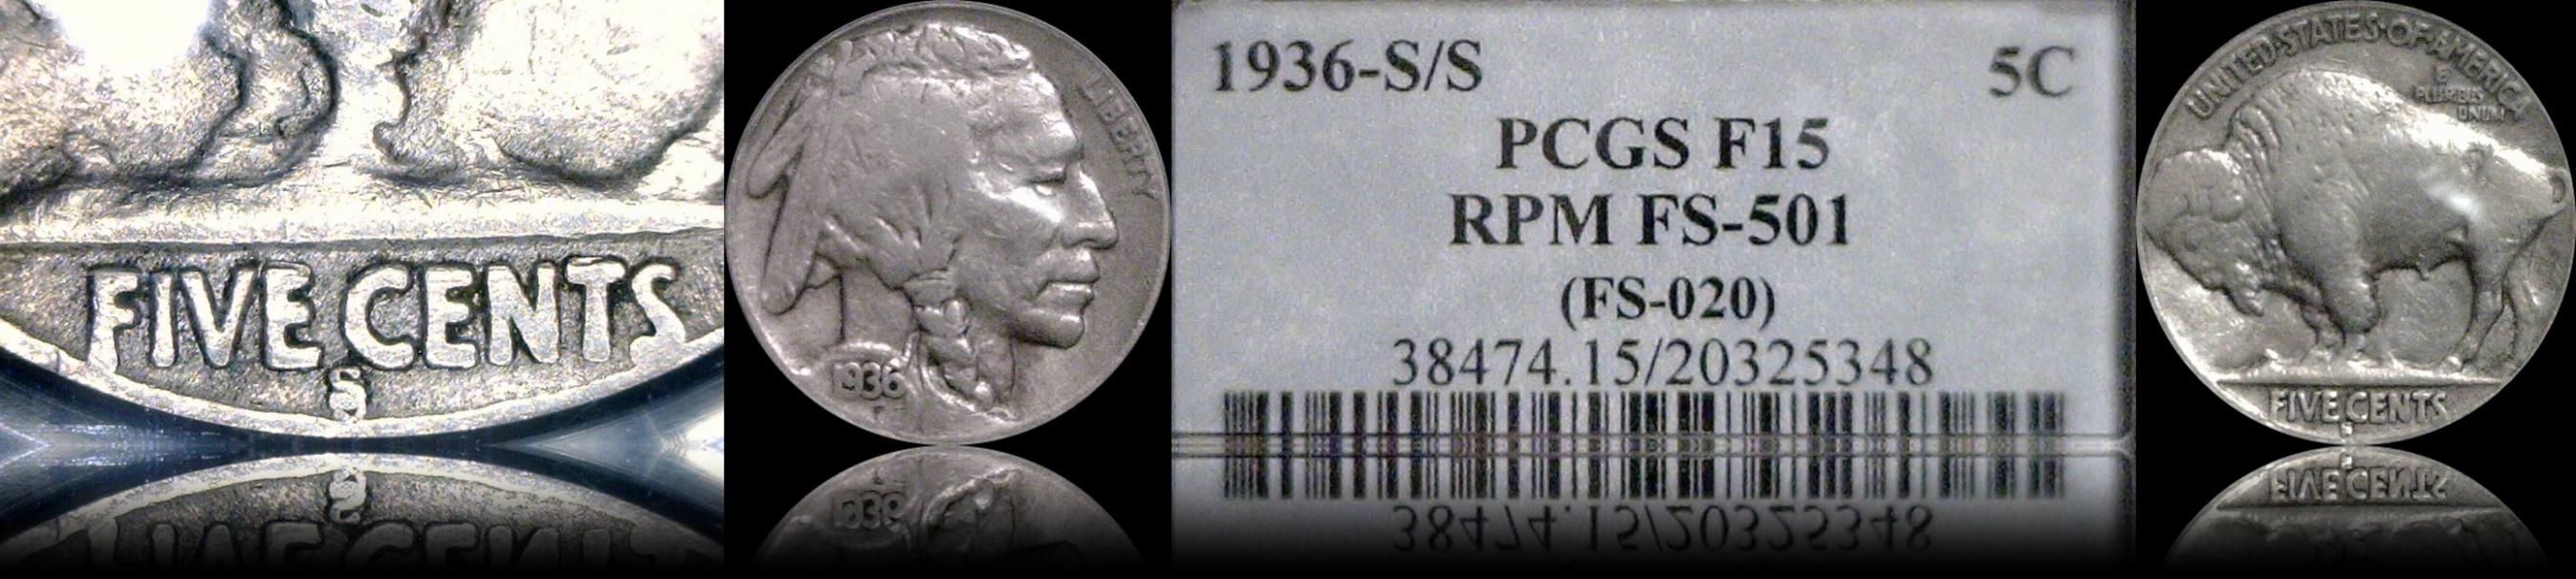 FIVE CENTS
S
LIBERTY
1936
1936-S/S 5C
PCGS F15
RPM FS-501
(FS-020)
38474.15/20325348
UNITED·STATES·OF·AMERICA
E
PLURIBUS
UNUM
FIVE CENTS
S